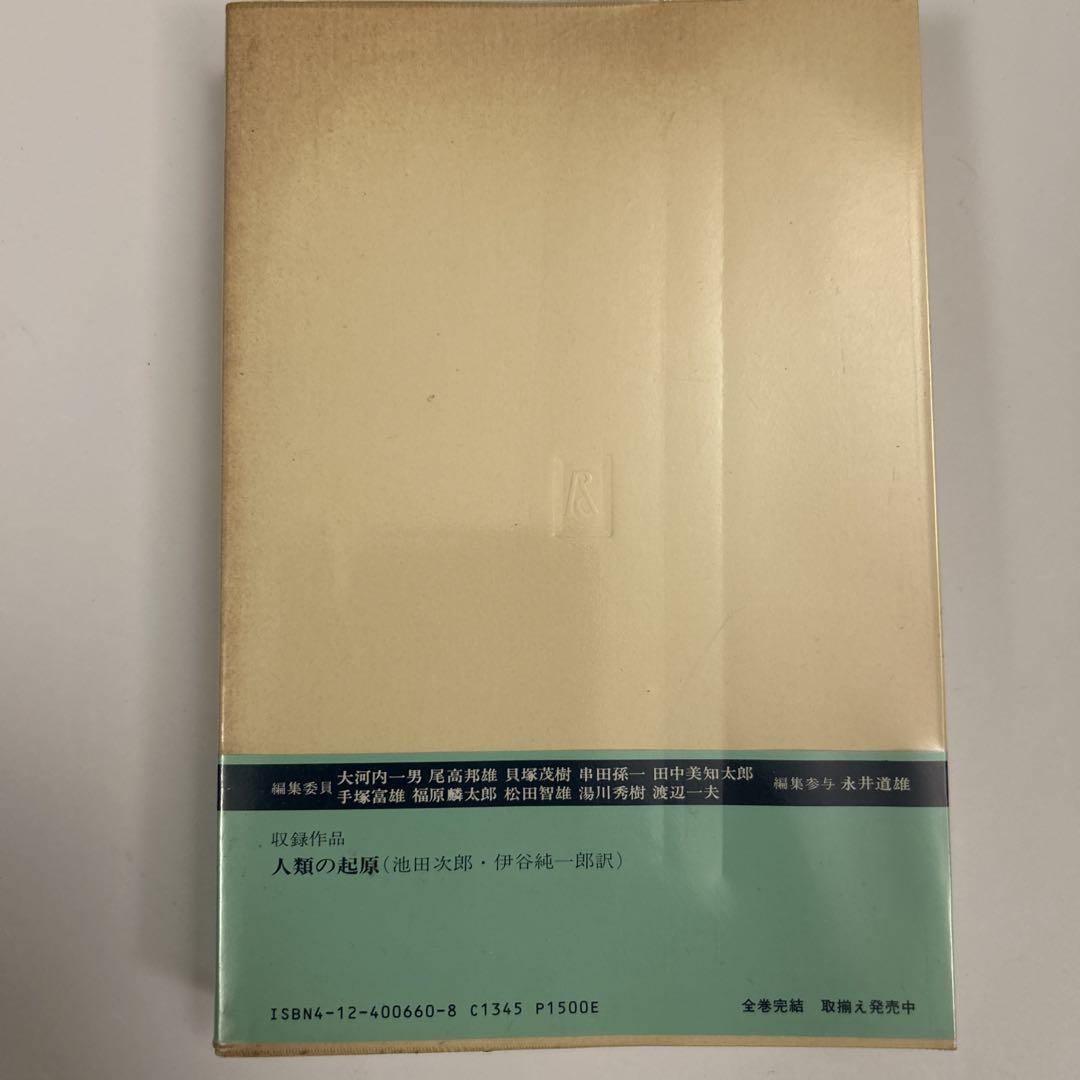 編集委員 大河内一男 尾高邦雄 貝塚茂樹 串田孫一 田中美知太郎
手塚富雄 福原麟太郎 松田智雄 湯川秀樹 渡辺一夫
編集参与 永井道雄
収録作品
人類の起原(池田次郎・伊谷純一郎訳)
ISBN4-12-400660-8 C1345 P1500E
全巻完結 取揃え発売中